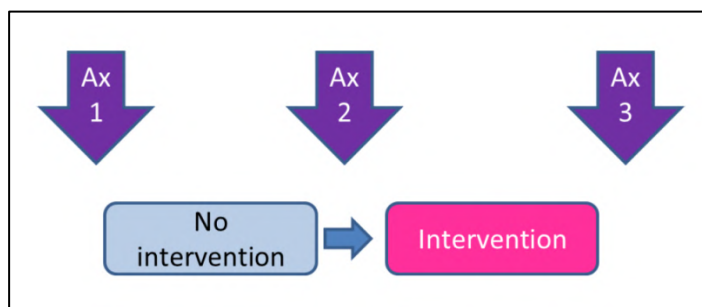 Ax
1
Ax
2
Ax
3
No
intervention
Intervention